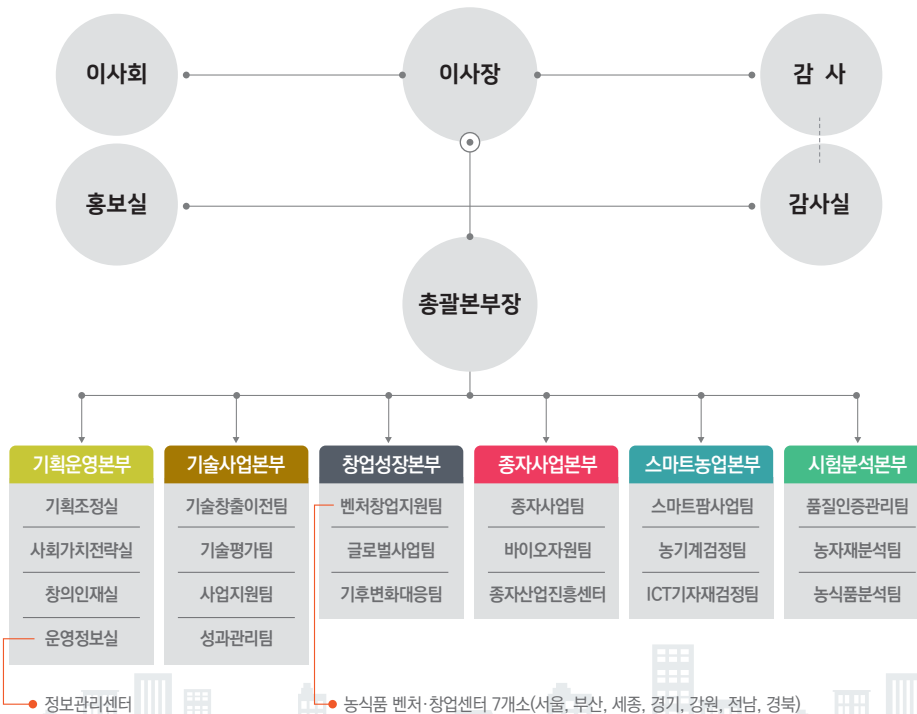 이사회
이사장
감 사
홍보실
감사실
총괄본부장
기획운영본부
기획조정실
사회가치전략실
창의인재실
운영정보실
정보관리센터
기술사업본부
기술창출이전팀
기술평가팀
사업지원팀
성과관리팀
창업성장본부
벤처창업지원팀
글로벌사업팀
기후변화대응팀
농식품 벤처·창업센터 7개소(서울, 부산, 세종, 경기, 강원, 전남, 경북)
종자사업본부
종자사업팀
바이오자원팀
종자산업진흥센터
스마트농업본부
스마트팜사업팀
농기계검정팀
ICT기자재검정팀
시험분석본부
품질인증관리팀
농자재분석팀
농식품분석팀